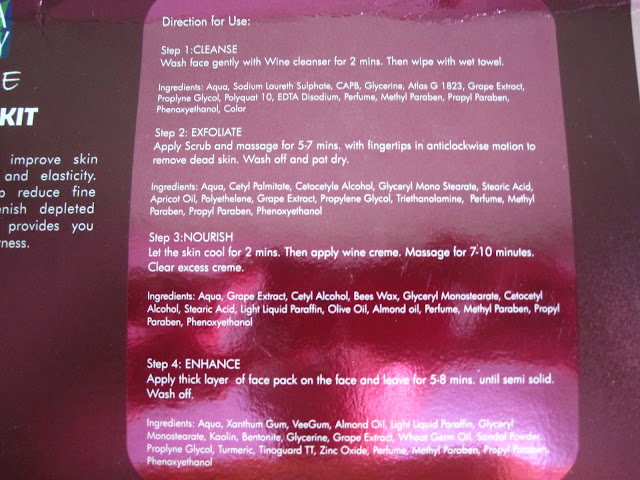 A
Y
E
KIT
improve skin
and elasticity.
reduce fine
depleted
provides you
Direction for Use:
Step 1:CLEANSE
Wash face gently with Wine cleanser for 2 mins. Then wipe with wet towel.
Ingredients: Aqua, Sodium Laureth Sulphate, CAPB, Glycerine, Atlas G 1823, Grape Extract,
Proplyne Glycol, Polyquat 10, EDTA Disodium, Perfume, Methyl Paraben, Propyl Paraben,
Phenoxyethanol, Color
Step 2: EXFOLIATE
Apply Scrub and massage for 5-7 mins. with fingertips in anticlockwise motion to
remove dead skin. Wash off and pat dry.
Ingredients: Aqua, Cetyl Palmitate, Cetocetyle Alcohol, Glyceryl Mono Stearate, Stearic Acid,
Apricot Oil, Polyethelene, Grape Extract, Propylene Glycol, Triethanolamine, Perfume, Methyl
Paraben, Propyl Paraben, Phenoxyethanol
Step 3:NOURISH
Let the skin cool for 2 mins. Then apply wine creme. Massage for 7-10 minutes.
Clear excess creme.
Ingredients: Aqua, Grape Extract, Cetyl Alcohol, Bees Wax, Glyceryl Monostearate, Cetocetyl
Alcohol, Stearic Acid, Light Liquid Paraffin, Olive Oil, Almond oil, Perfume, Methyl Paraben, Propyl
Paraben, Phenoxyethanol
Step 4: ENHANCE
Apply thick layer of face pack on the face and leave for 5-8 mins. until semi solid.
Wash off.
Ingredients: Aqua, Xanthum Gum, VeeGum, Almond Oil, Light Liquid Paraffin, Glyceryl
Monostearate, Kaolin, Bentonite, Glycerine, Grape Extract, Wheat Germ Oil, Sandal Powder,
Proplyne Glycol, Turmeric, Tinoguard TT, Zinc Oxide, Perfume, Methyl Paraben, Propyl Paraben,
Phenoxyethanol